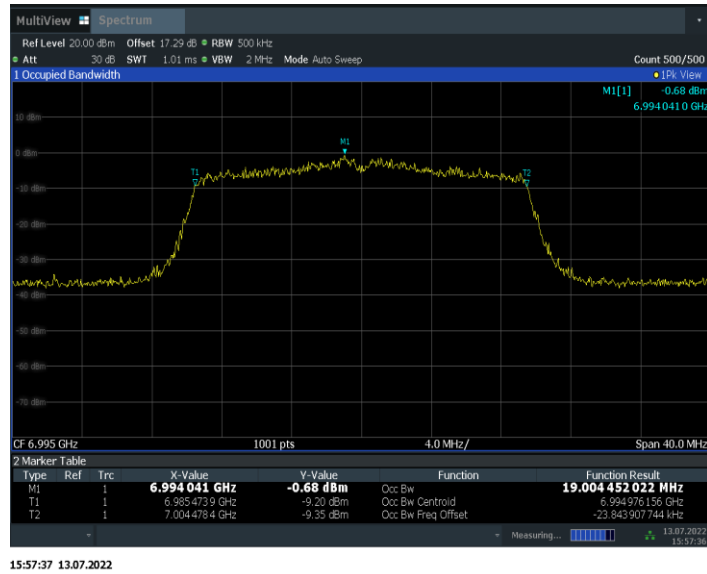 MultiView Spectrum
Ref Level 20.00 dBm Offset 17.29 dB RBW 500 kHz
Att 30 dB SWT 1.01 ms VBW 2 MHz Mode Auto Sweep Count 500/500
1 Occupied Bandwidth 1Pk View
M1[1] -0.68 dBm
6.9940410 GHz
10 dBm
M1
0 dBm
T1 T2
-10 dBm
-20 dBm
-30 dBm
-40 dBm
-50 dBm
-60 dBm
-70 dBm
CF 6.995 GHz 1001 pts 4.0 MHz/ Span 40.0 MHz
2 Marker Table
Type Ref Trc X-Value Y-Value Function Function Result
M1 1 6.994 041 GHz -0.68 dBm Occ Bw 19.004 452 022 MHz
T1 1 6.985 473 9 GHz -9.20 dBm Occ Bw Centroid 6.994 976 156 GHz
T2 1 7.004 478 4 GHz -9.35 dBm Occ Bw Freq Offset -23.843 907 744 kHz
Measuring... 13.07.2022
15:57:36
15:57:37 13.07.2022